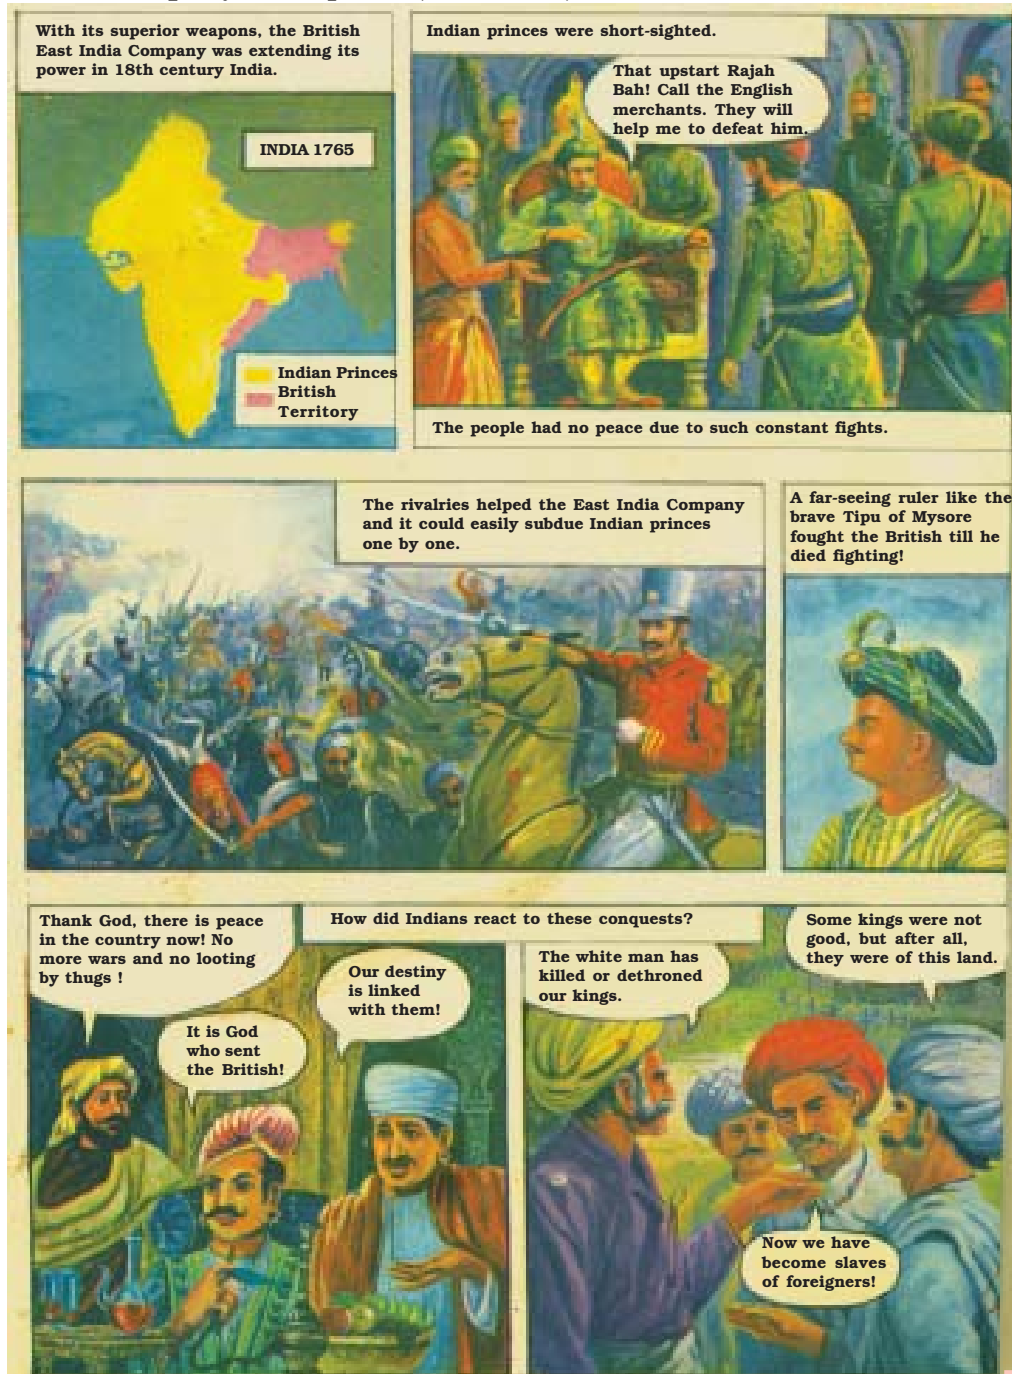 With its superior weapons, the British
East India Company was extending its
power in 18th century India.
INDIA 1765
Indian Princes
British
Territory
Indian princes were short-sighted.
That upstart Rajah
Bah! Call the English
merchants. They will
help me to defeat him.
The people had no peace due to such constant fights.
The rivalries helped the East India Company
and it could easily subdue Indian princes
one by one.
A far-seeing ruler like the
brave Tipu of Mysore
fought the British till he
died fighting!
How did Indians react to these conquests?
Thank God, there is peace
in the country now! No
more wars and no looting
by thugs !
It is God
who sent
the British!
Our destiny
is linked
with them!
The white man has
killed or dethroned
our kings.
Some kings were not
good, but after all,
they were of this land.
Now we have
become slaves
of foreigners!